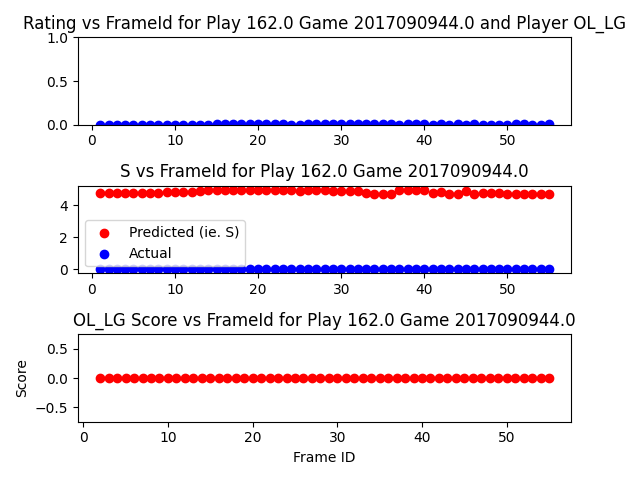 Rating vs FrameId for Play 162.0 Game 2017090944.0 and Player OL_LG
1.0
0.5
0.0
0 10 20 30 40 50
S vs FrameId for Play 162.0 Game 2017090944.0
4
2
0
Predicted (ie. S)
Actual
0 10 20 30 40 50
OL_LG Score vs FrameId for Play 162.0 Game 2017090944.0
Score
0.5
0.0
−0.5
0 10 20 30 40 50
Frame ID